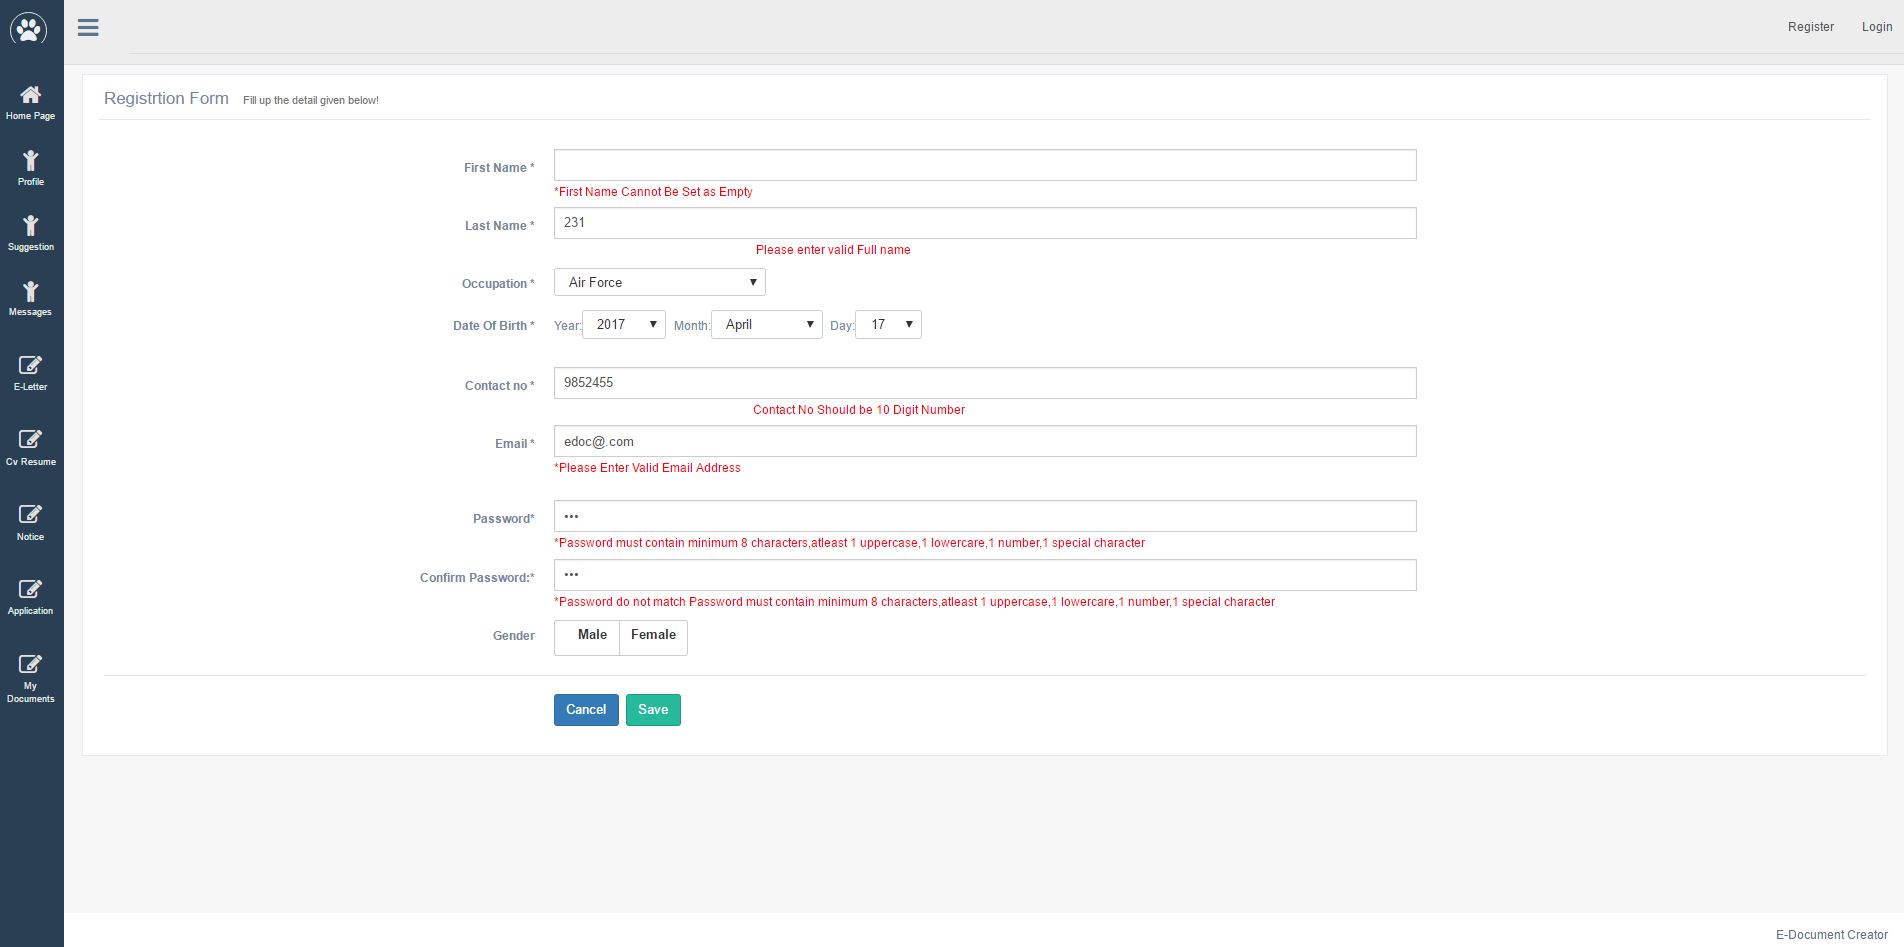 Register Login
Home Page
Profile
Suggestion
Messages
E-Letter
Cv Resume
Notice
Application
My
Documents
Registrtion Form Fill up the detail given below!
First Name *
*First Name Cannot Be Set as Empty
Last Name * 231
Please enter valid Full name
Occupation * Air Force
Date Of Birth * Year: 2017 Month: April Day: 17
Contact no * 9852455
Contact No Should be 10 Digit Number
Email * edoc@.com
*Please Enter Valid Email Address
Password* •••
*Password must contain minimum 8 characters,atleast 1 uppercase,1 lowercare,1 number,1 special character
Confirm Password:* •••
*Password do not match Password must contain minimum 8 characters,atleast 1 uppercase,1 lowercare,1 number,1 special character
Gender Male Female
Cancel Save
E-Document Creator